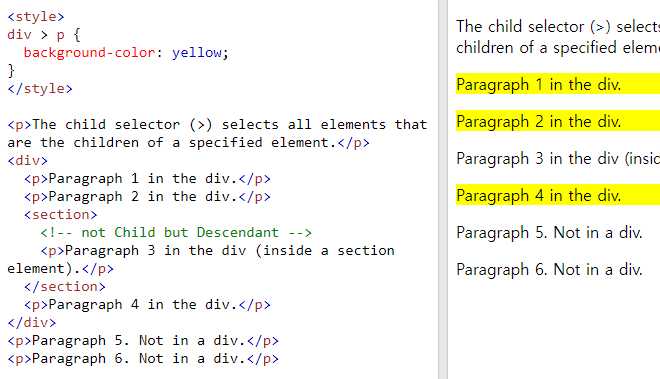 <style>
div > p {
  background-color: yellow;
}
</style>

<p>The child selector (>) selects all elements that
are the children of a specified element.</p>
<div>
  <p>Paragraph 1 in the div.</p>
  <p>Paragraph 2 in the div.</p>
  <section>
    <!-- not Child but Descendant -->
    <p>Paragraph 3 in the div (inside a section
element).</p>
  </section>
  <p>Paragraph 4 in the div.</p>
</div>
<p>Paragraph 5. Not in a div.</p>
<p>Paragraph 6. Not in a div.</p>
The child selector (>) selects
children of a specified elem
Paragraph 1 in the div.
Paragraph 2 in the div.
Paragraph 3 in the div (insid
Paragraph 4 in the div.
Paragraph 5. Not in a div.
Paragraph 6. Not in a div.